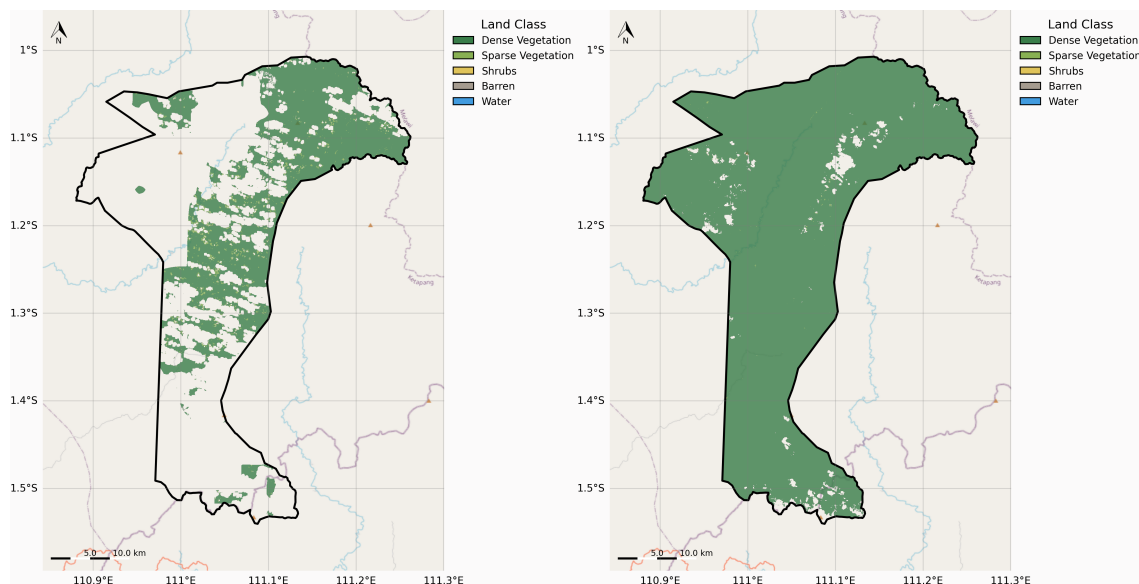 Land Class
Dense Vegetation
Sparse Vegetation
Shrubs
Barren
Water
N
1°S
1.1°S
1.2°S
1.3°S
1.4°S
1.5°S
Ketapang
5.0 10.0 km
110.9°E 111°E 111.1°E 111.2°E 111.3°E
Land Class
Dense Vegetation
Sparse Vegetation
Shrubs
Barren
Water
N
1°S
1.1°S
1.2°S
1.3°S
1.4°S
1.5°S
Ketapang
5.0 10.0 km
110.9°E 111°E 111.1°E 111.2°E 111.3°E